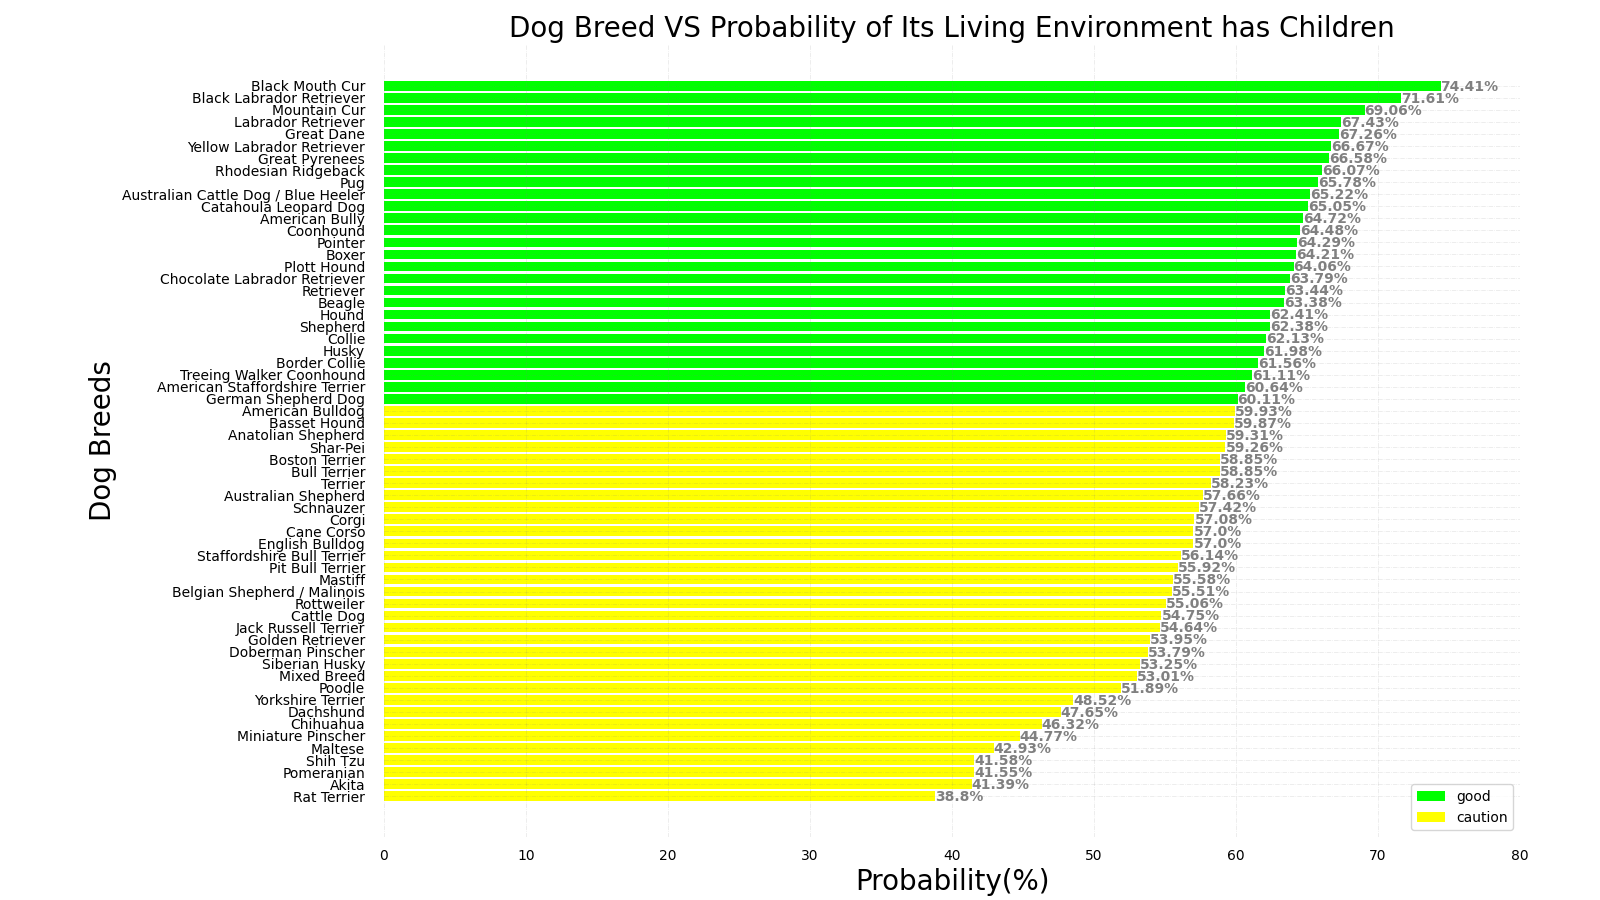 Dog Breed VS Probability of Its Living Environment has Children
Dog Breeds
Black Mouth Cur 74.41%
Black Labrador Retriever 71.61%
Mountain Cur 69.06%
Labrador Retriever 67.43%
Great Dane 67.26%
Yellow Labrador Retriever 66.67%
Great Pyrenees 66.58%
Rhodesian Ridgeback 66.07%
Pug 65.78%
Australian Cattle Dog / Blue Heeler 65.22%
Catahoula Leopard Dog 65.05%
American Bully 64.72%
Coonhound 64.48%
Pointer 64.29%
Boxer 64.21%
Plott Hound 64.06%
Chocolate Labrador Retriever 63.79%
Retriever 63.44%
Beagle 63.38%
Hound 62.41%
Shepherd 62.38%
Collie 62.13%
Husky 61.98%
Border Collie 61.56%
Treeing Walker Coonhound 61.11%
American Staffordshire Terrier 60.64%
German Shepherd Dog 60.11%
American Bulldog 59.93%
Basset Hound 59.87%
Anatolian Shepherd 59.31%
Shar-Pei 59.26%
Boston Terrier 58.85%
Bull Terrier 58.85%
Terrier 58.23%
Australian Shepherd 57.66%
Schnauzer 57.42%
Corgi 57.08%
Cane Corso 57.0%
English Bulldog 57.0%
Staffordshire Bull Terrier 56.14%
Pit Bull Terrier 55.92%
Mastiff 55.58%
Belgian Shepherd / Malinois 55.51%
Rottweiler 55.06%
Cattle Dog 54.75%
Jack Russell Terrier 54.64%
Golden Retriever 53.95%
Doberman Pinscher 53.79%
Siberian Husky 53.25%
Mixed Breed 53.01%
Poodle 51.89%
Yorkshire Terrier 48.52%
Dachshund 47.65%
Chihuahua 46.32%
Miniature Pinscher 44.77%
Maltese 42.93%
Shih Tzu 41.58%
Pomeranian 41.55%
Akita 41.39%
Rat Terrier 38.8%
good
caution
0 10 20 30 40 50 60 70 80
Probability(%)